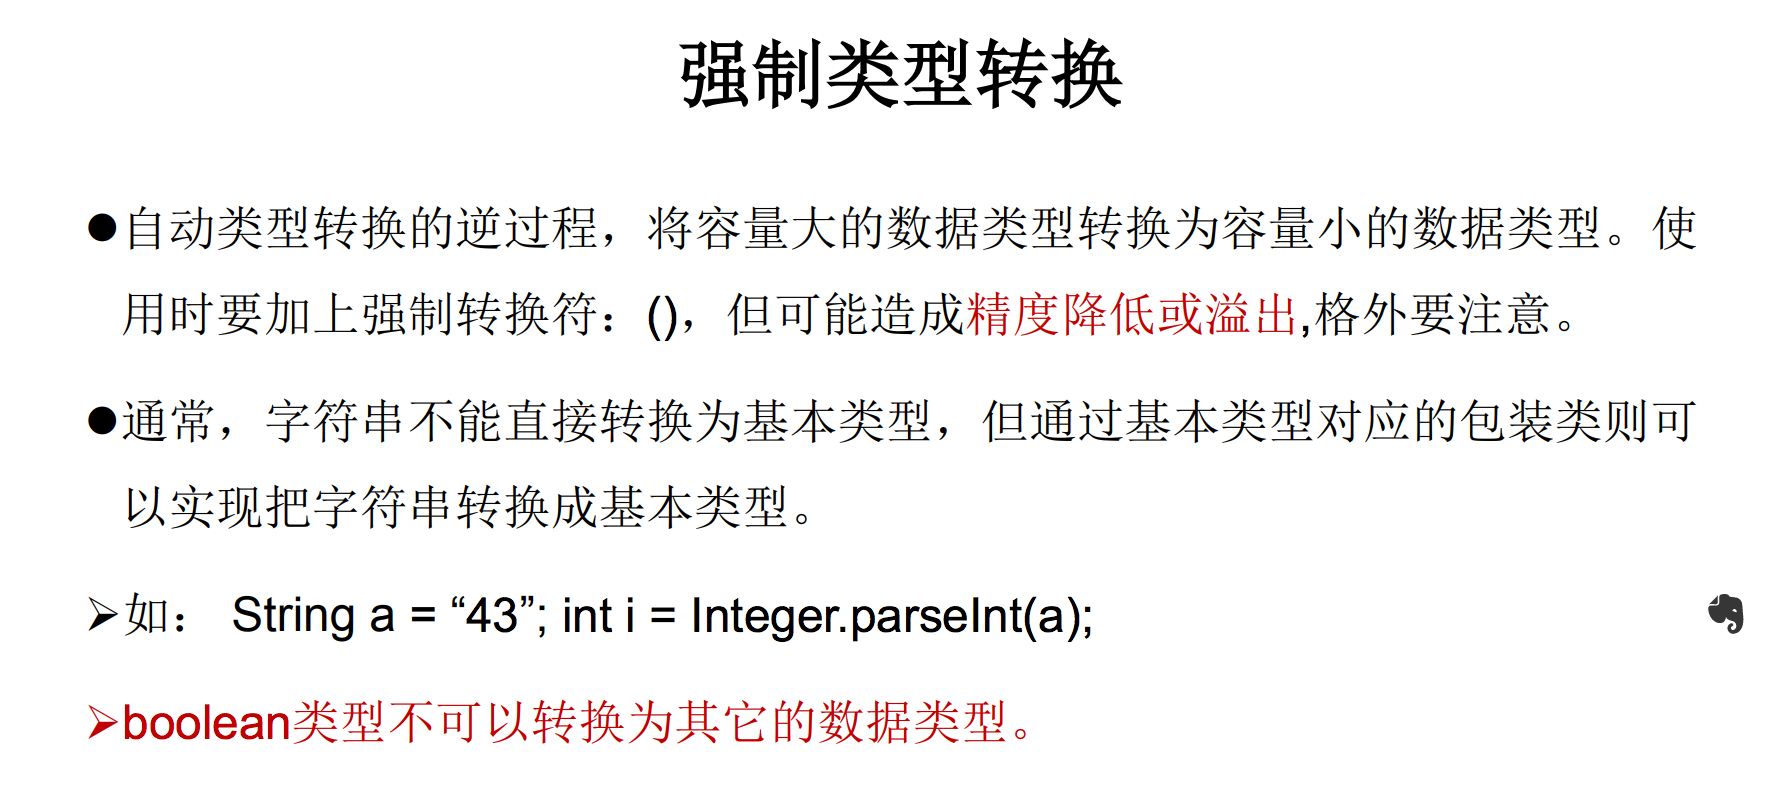 强制类型转换
●自动类型转换的逆过程，将容量大的数据类型转换为容量小的数据类型。使
用时要加上强制转换符：()，但可能造成精度降低或溢出,格外要注意。
●通常，字符串不能直接转换为基本类型，但通过基本类型对应的包装类则可
以实现把字符串转换成基本类型。
➢如： String a = “43”; int i = Integer.parseInt(a);
➢boolean类型不可以转换为其它的数据类型。